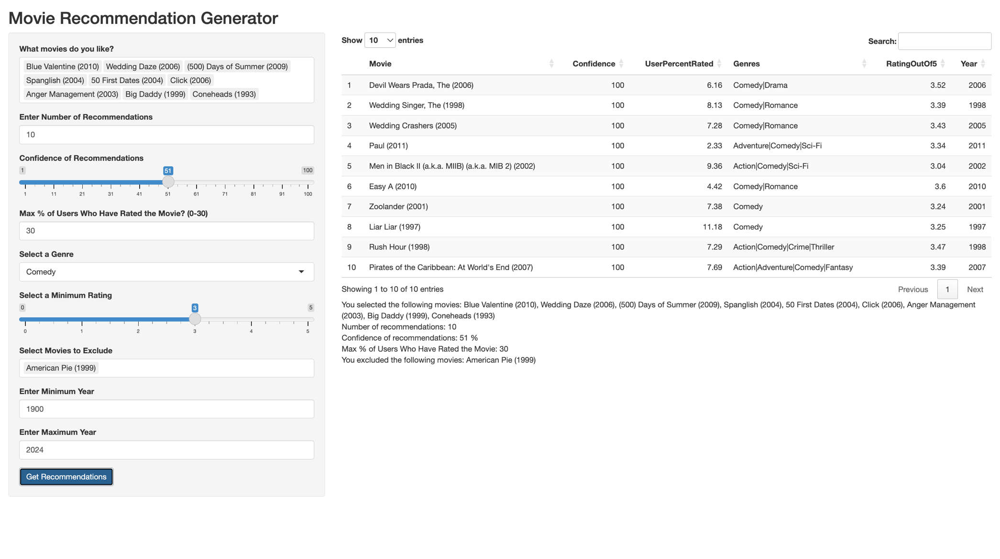 Movie Recommendation Generator
What movies do you like?
Blue Valentine (2010) Wedding Daze (2006) (500) Days of Summer (2009)
Spanglish (2004) 50 First Dates (2004) Click (2006)
Anger Management (2003) Big Daddy (1999) Coneheads (1993)
Enter Number of Recommendations
10
Confidence of Recommendations
1 51 100
1 11 21 31 41 51 61 71 81 91 100
Max % of Users Who Have Rated the Movie? (0-30)
30
Select a Genre
Comedy
Select a Minimum Rating
0 3 5
0 1 2 3 4 5
Select Movies to Exclude
American Pie (1999)
Enter Minimum Year
1900
Enter Maximum Year
2024
Get Recommendations
Show 10 entries Search:
Movie Confidence UserPercentRated Genres RatingOutOf5 Year
1 Devil Wears Prada, The (2006) 100 6.16 Comedy|Drama 3.52 2006
2 Wedding Singer, The (1998) 100 8.13 Comedy|Romance 3.39 1998
3 Wedding Crashers (2005) 100 7.28 Comedy|Romance 3.43 2005
4 Paul (2011) 100 2.33 Adventure|Comedy|Sci-Fi 3.34 2011
5 Men in Black II (a.k.a. MIIB) (a.k.a. MIB 2) (2002) 100 9.36 Action|Comedy|Sci-Fi 3.04 2002
6 Easy A (2010) 100 4.42 Comedy|Romance 3.6 2010
7 Zoolander (2001) 100 7.38 Comedy 3.24 2001
8 Liar Liar (1997) 100 11.18 Comedy 3.25 1997
9 Rush Hour (1998) 100 7.29 Action|Comedy|Crime|Thriller 3.47 1998
10 Pirates of the Caribbean: At World's End (2007) 100 7.69 Action|Adventure|Comedy|Fantasy 3.39 2007
Showing 1 to 10 of 10 entries Previous 1 Next
You selected the following movies: Blue Valentine (2010), Wedding Daze (2006), (500) Days of Summer (2009), Spanglish (2004), 50 First Dates (2004), Click (2006), Anger Management
(2003), Big Daddy (1999), Coneheads (1993)
Number of recommendations: 10
Confidence of recommendations: 51 %
Max % of Users Who Have Rated the Movie: 30
You excluded the following movies: American Pie (1999)